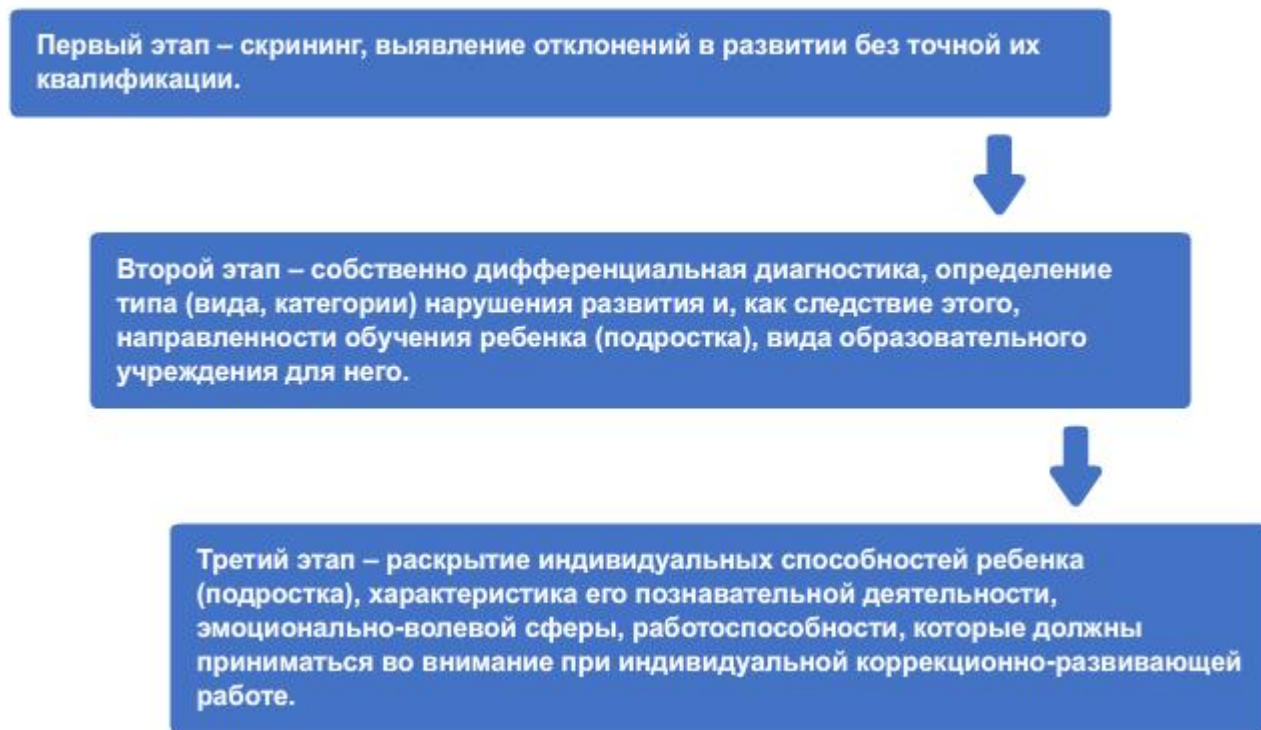 Первый этап – скрининг, выявление отклонений в развитии без точной их
квалификации.
Второй этап – собственно дифференциальная диагностика, определение
типа (вида, категории) нарушения развития и, как следствие этого,
направленности обучения ребенка (подростка), вида образовательного
учреждения для него.
Третий этап – раскрытие индивидуальных способностей ребенка
(подростка), характеристика его познавательной деятельности,
эмоционально-волевой сферы, работоспособности, которые должны
приниматься во внимание при индивидуальной коррекционно-развивающей
работе.